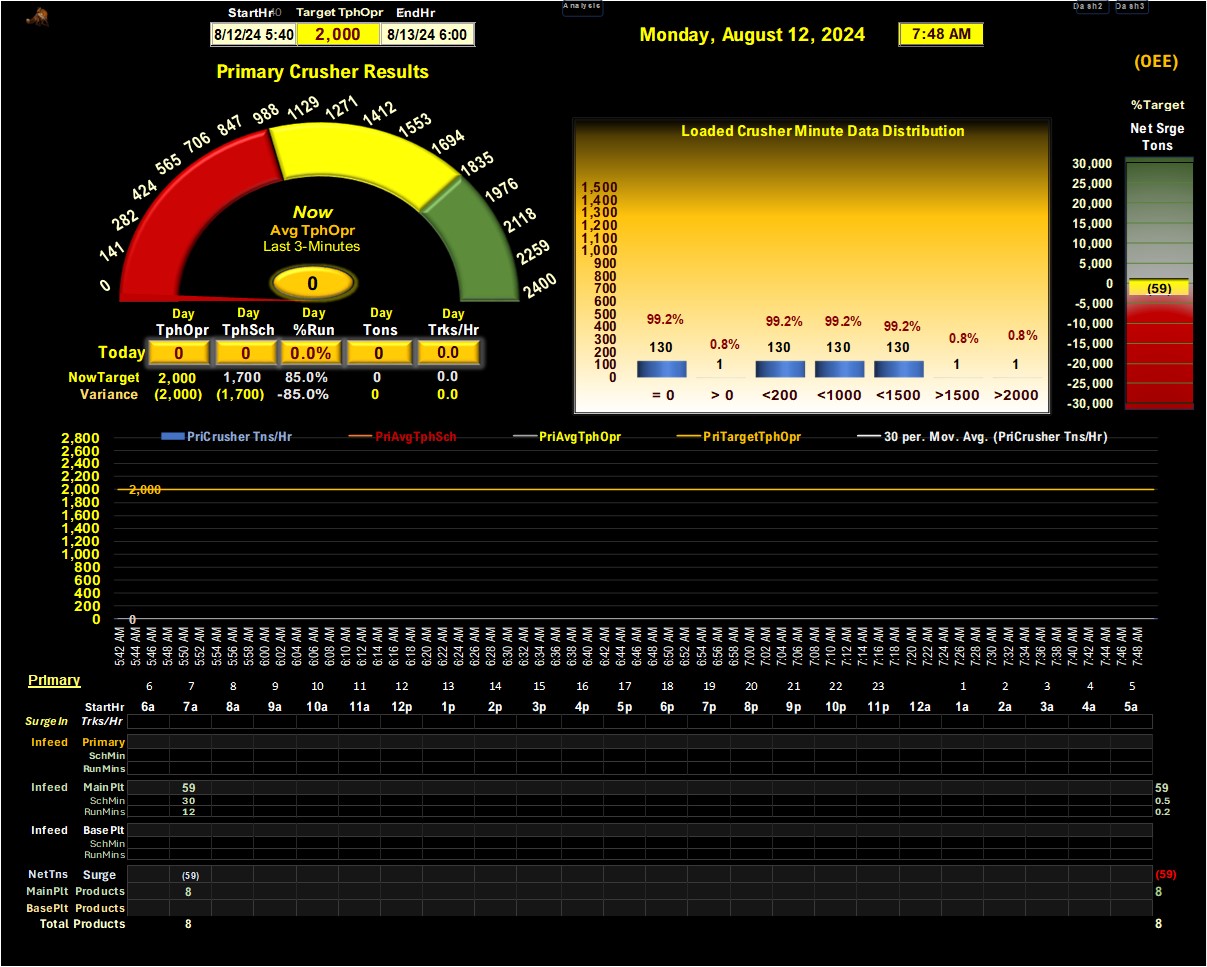 StartHr Target TphOpr EndHr
8/12/24 5:40 2,000 8/13/24 6:00
Analysis
Monday, August 12, 2024
7:48 AM
Dash2 Dash3
(OEE)
Primary Crusher Results
0
141
282
424
565
706
847
988
1129
1271
1412
1553
1694
1835
1976
2118
2259
2400
Now
Avg TphOpr
Last 3-Minutes
0
Day Day Day Day Day
TphOpr TphSch %Run Tons Trks/Hr
Today 0 0 0.0% 0 0.0
NowTarget 2,000 1,700 85.0% 0 0.0
Variance (2,000) (1,700) -85.0% 0 0.0
Loaded Crusher Minute Data Distribution
1,500
1,400
1,300
1,200
1,100
1,000
900
800
700
600
500
400
300
200
100
0
99.2% 0.8% 99.2% 99.2% 99.2% 0.8% 0.8%
130 1 130 130 130 1 1
= 0 > 0 <200 <1000 <1500 >1500 >2000
%Target
Net Srge
Tons
30,000
25,000
20,000
15,000
10,000
5,000
0
-5,000
-10,000
-15,000
-20,000
-25,000
-30,000
(59)
PriCrusher Tns/Hr PriAvgTphSch PriAvgTphOpr PriTargetTphOpr 30 per. Mov. Avg. (PriCrusher Tns/Hr)
2,800
2,600
2,400
2,200
2,000
1,800
1,600
1,400
1,200
1,000
800
600
400
200
0
2,000
0
5:42 AM 5:44 AM 5:46 AM 5:48 AM 5:50 AM 5:52 AM 5:54 AM 5:56 AM 5:58 AM 6:00 AM 6:02 AM 6:04 AM 6:06 AM 6:08 AM 6:10 AM 6:12 AM 6:14 AM 6:16 AM 6:18 AM 6:20 AM 6:22 AM 6:24 AM 6:26 AM 6:28 AM 6:30 AM 6:32 AM 6:34 AM 6:36 AM 6:38 AM 6:40 AM 6:42 AM 6:44 AM 6:46 AM 6:48 AM 6:50 AM 6:52 AM 6:54 AM 6:56 AM 6:58 AM 7:00 AM 7:02 AM 7:04 AM 7:06 AM 7:08 AM 7:10 AM 7:12 AM 7:14 AM 7:16 AM 7:18 AM 7:20 AM 7:22 AM 7:24 AM 7:26 AM 7:28 AM 7:30 AM 7:32 AM 7:34 AM 7:36 AM 7:38 AM 7:40 AM 7:42 AM 7:44 AM 7:46 AM 7:48 AM
Primary
6 7 8 9 10 11 12 13 14 15 16 17 18 19 20 21 22 23 1 2 3 4 5
StartHr 6a 7a 8a 9a 10a 11a 12p 1p 2p 3p 4p 5p 6p 7p 8p 9p 10p 11p 12a 1a 2a 3a 4a 5a
SurgeIn Trks/Hr
Infeed Primary
SchMin
RunMins
Infeed MainPlt 59 59
SchMin 30 0.5
RunMins 12 0.2
Infeed BasePlt
SchMin
RunMins
NetTns Surge (59) (59)
MainPlt Products 8 8
BasePlt Products
Total Products 8 8